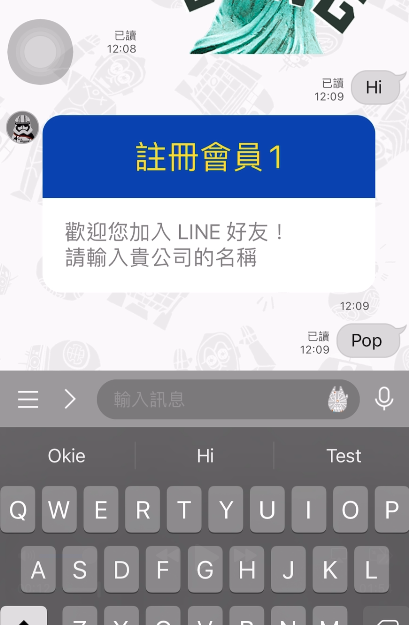 已讀
12:08
已讀
12:09
Hi
註冊會員1
歡迎您加入 LINE 好友！
請輸入貴公司的名稱
12:09
已讀
12:09
Pop
輸入訊息
Okie Hi Test
Q W E R T Y U I O P
A S D F G H J K L
Z X C V B N M